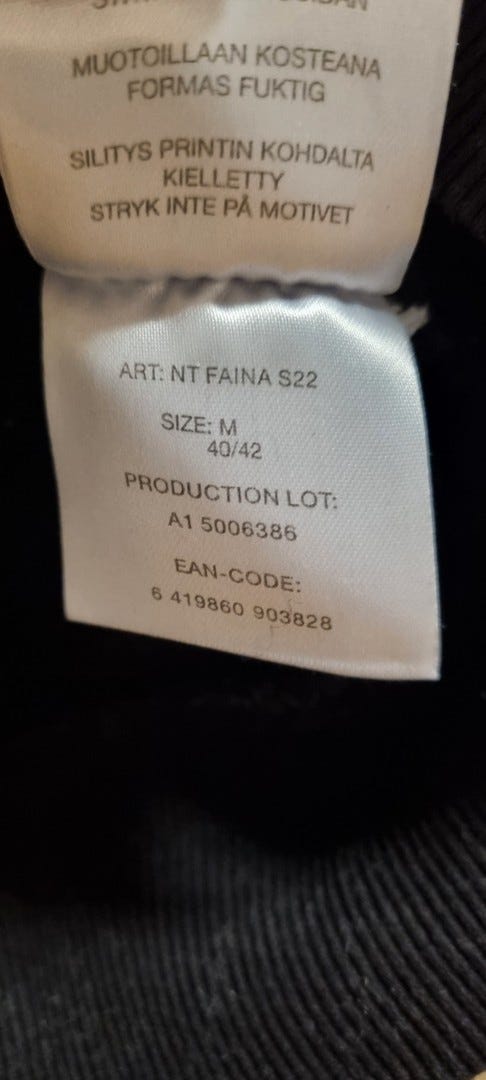 MUOTOILLAAN KOSTEANA
FORMAS FUKTIG
SILITYS PRINTIN KOHDALTA
KIELLETTY
STRYK INTE PÅ MOTIVET
ART: NT FAINA S22
SIZE: M
40/42
PRODUCTION LOT:
A1 5006386
EAN-CODE:
6 419860 903828